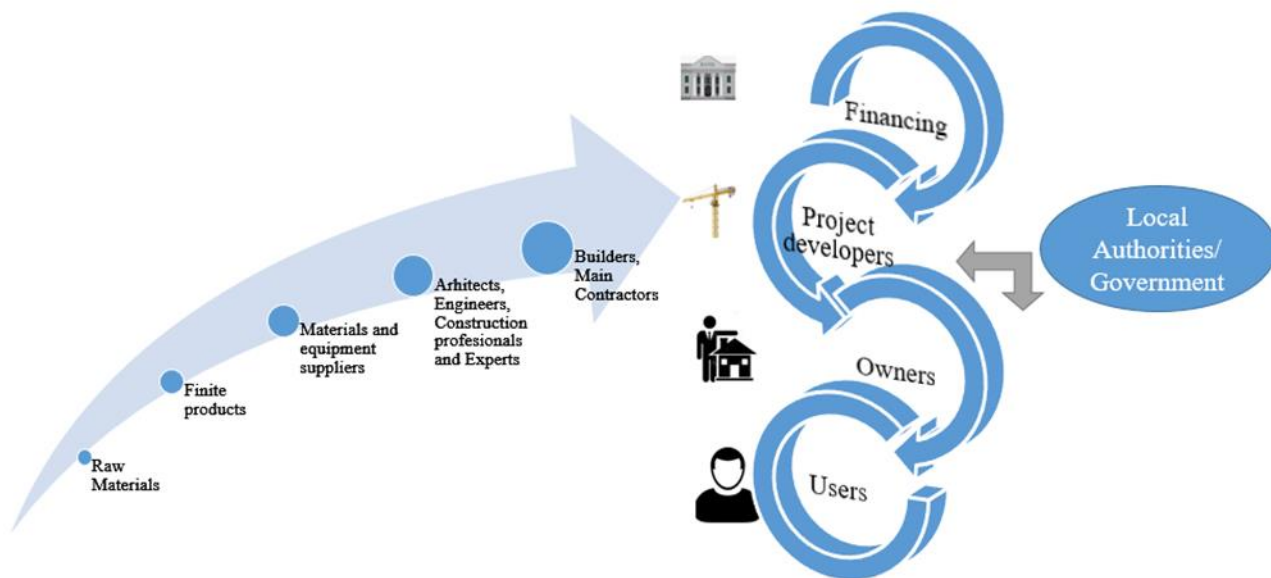 Raw
Materials
Finite
products
Materials and
equipment
suppliers
Arhitects,
Engineers,
Construction
profesionals
and Experts
Builders,
Main
Contractors
Financing
Project
developers
Owners
Users
Local
Authorities/
Government